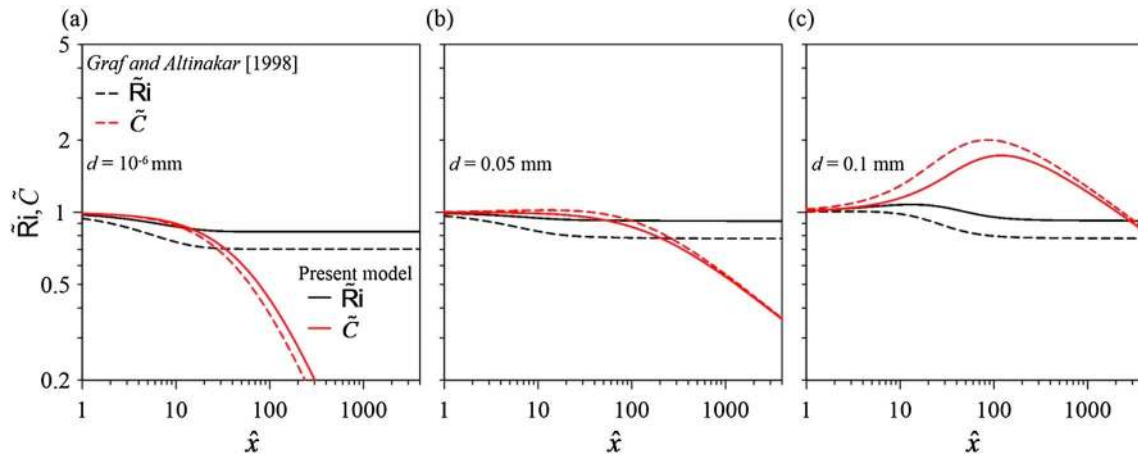 (a) (b) (c)
5
2
1
0.5
0.2
R̃i, C̃
Graf and Altinakar [1998]
R̃i
C̃
d = 10⁻⁶ mm
Present model
R̃i
C̃
d = 0.05 mm
d = 0.1 mm
1 10 100 1000 1 10 100 1000 1 10 100 1000
x̂ x̂ x̂